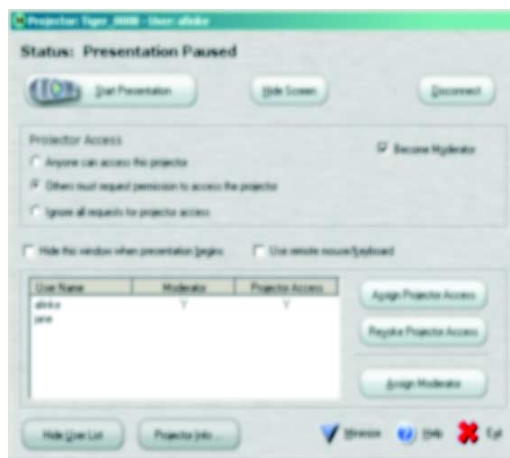 Projector: Tiger_0008 - User: alinke
Status: Presentation Paused
Start Presentation
Hide Screen
Disconnect
Projector Access
Become Moderator
Anyone can access this projector
Others must request permission to access the projector
Ignore all requests for projector access
Hide this window when presentation begins
Use remote mouse/keyboard
User Name Moderator Projector Access
alinke Y Y
jane
Assign Projector Access
Revoke Projector Access
Assign Moderator
Hide User List
Projector Info ...
Minimize
Help
Exit